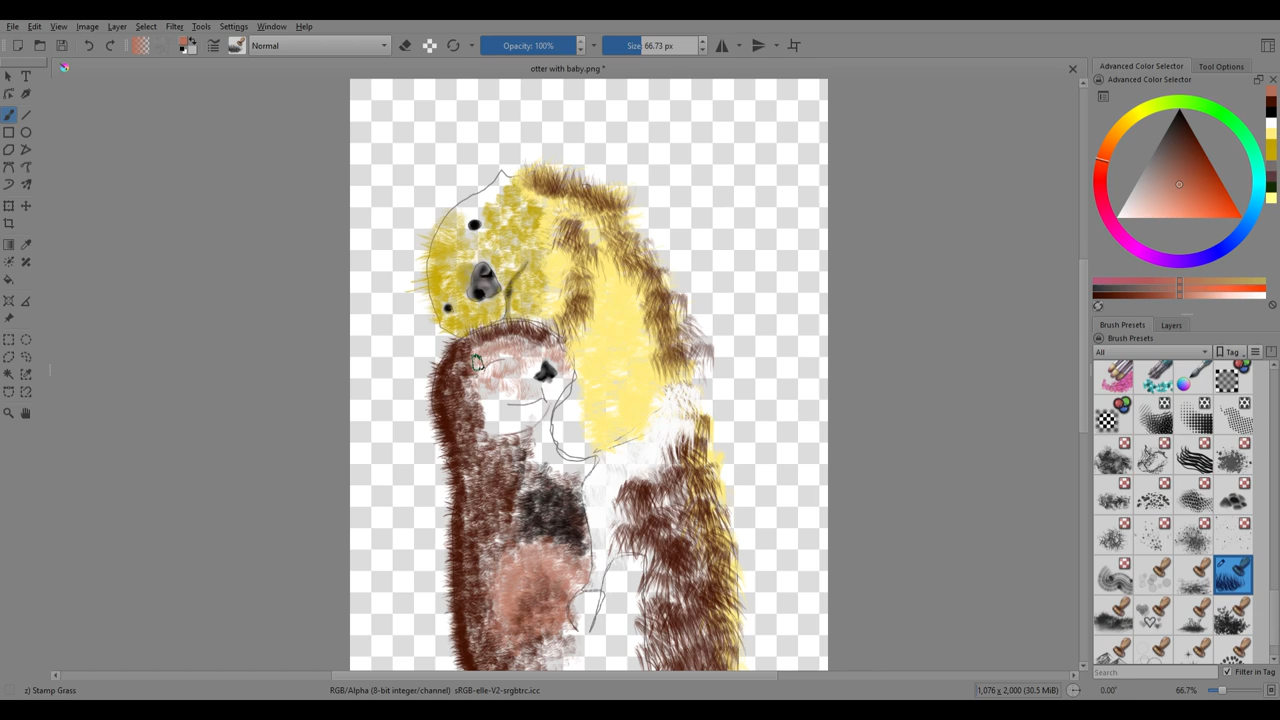 File Edit View Image Layer Select Filter Tools Settings Window Help
Normal Opacity: 100% Size: 66.73 px
otter with baby.png *
Advanced Color Selector Tool Options
Advanced Color Selector
Brush Presets Layers
Brush Presets
All Tag
Search Filter in Tag
z) Stamp Grass RGB/Alpha (8-bit integer/channel) sRGB-elle-V2-srgbtrc.icc 1,076 x 2,000 (30.5 MiB) 0.00° 66.7%